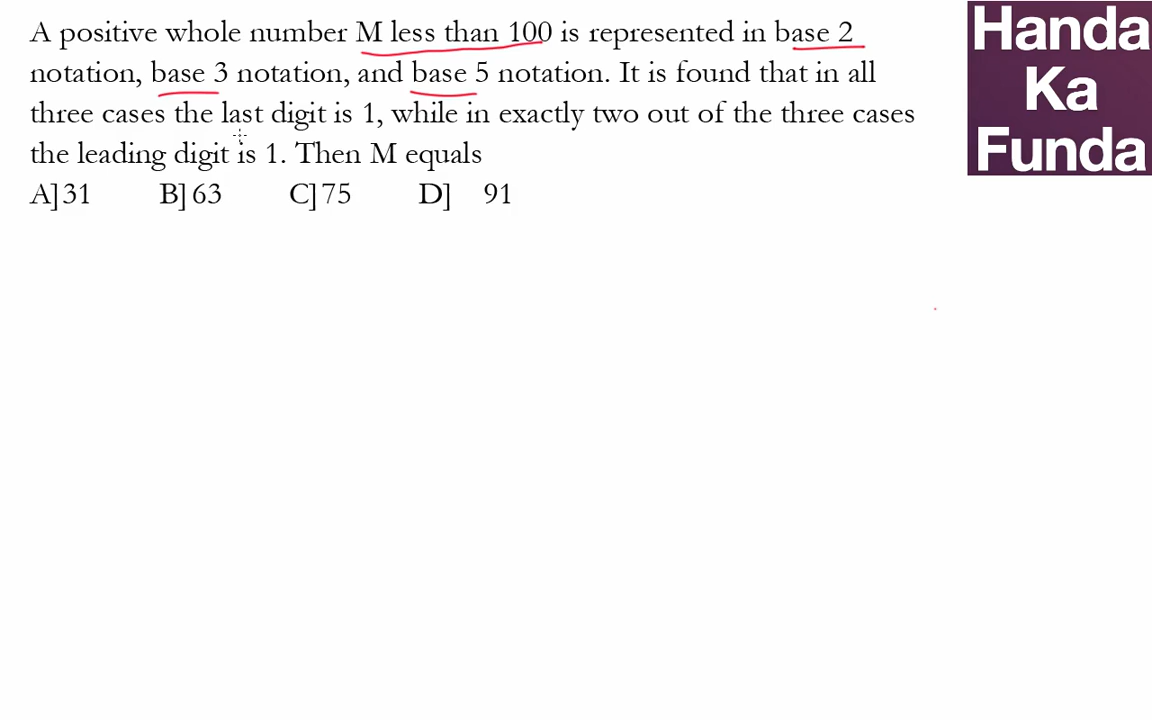 A positive whole number M less than 100 is represented in base 2
notation, base 3 notation, and base 5 notation. It is found that in all
three cases the last digit is 1, while in exactly two out of the three cases
the leading digit is 1. Then M equals
A] 31 B] 63 C] 75 D] 91
Handa
Ka
Funda